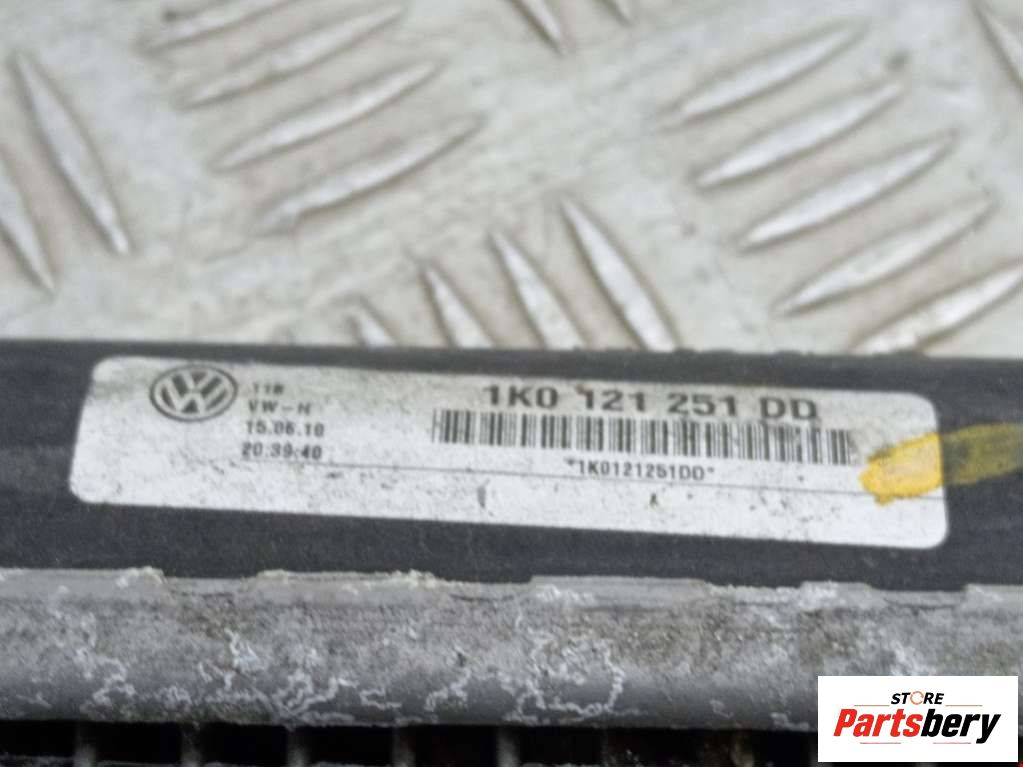 VW-H
15.06.10
20:39:40
1K0 121 251 DD
*1K0121251DD*
STORE
Partsbery